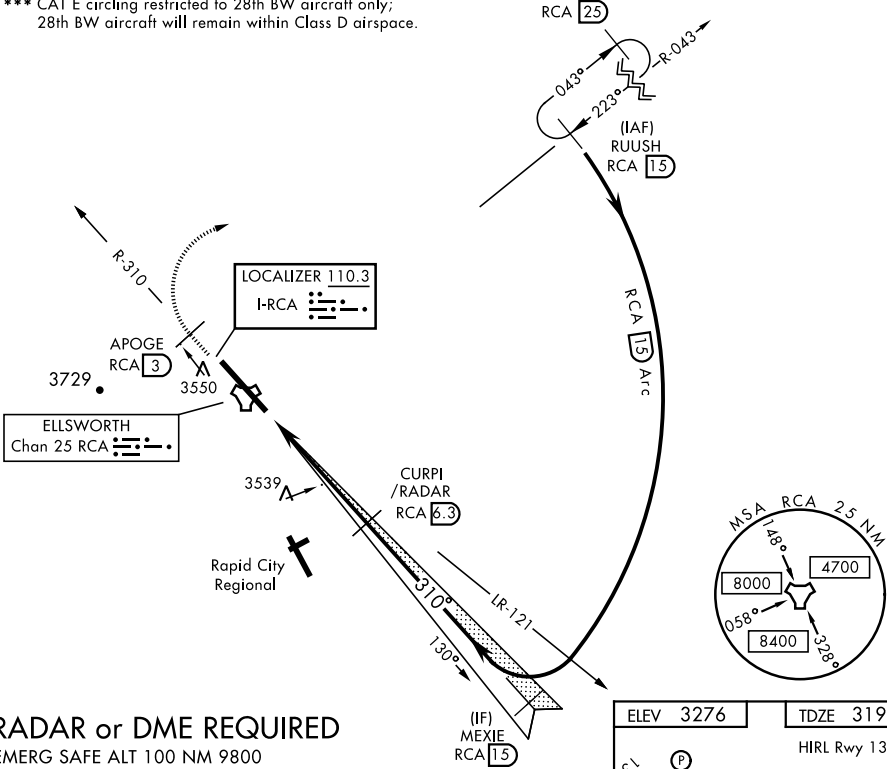 *** CAT E circling restricted to 28th BW aircraft only;
28th BW aircraft will remain within Class D airspace.
RCA 25
R-043
043°
223°
(IAF)
RUUSH
RCA 15
R-310
LOCALIZER 110.3
I-RCA
RCA 15 Arc
APOGE
RCA 3
3729
3550
ELLSWORTH
Chan 25 RCA
3539
CURPI
/RADAR
RCA 6.3
Rapid City
Regional
310°
LR-121
130°
MSA RCA 25 NM
148°
8000
4700
058°
8400
328°
(IF)
MEXIE
RCA 15
RADAR or DME REQUIRED
EMERG SAFE ALT 100 NM 9800
ELEV 3276
TDZE 319
HIRL Rwy 13
P